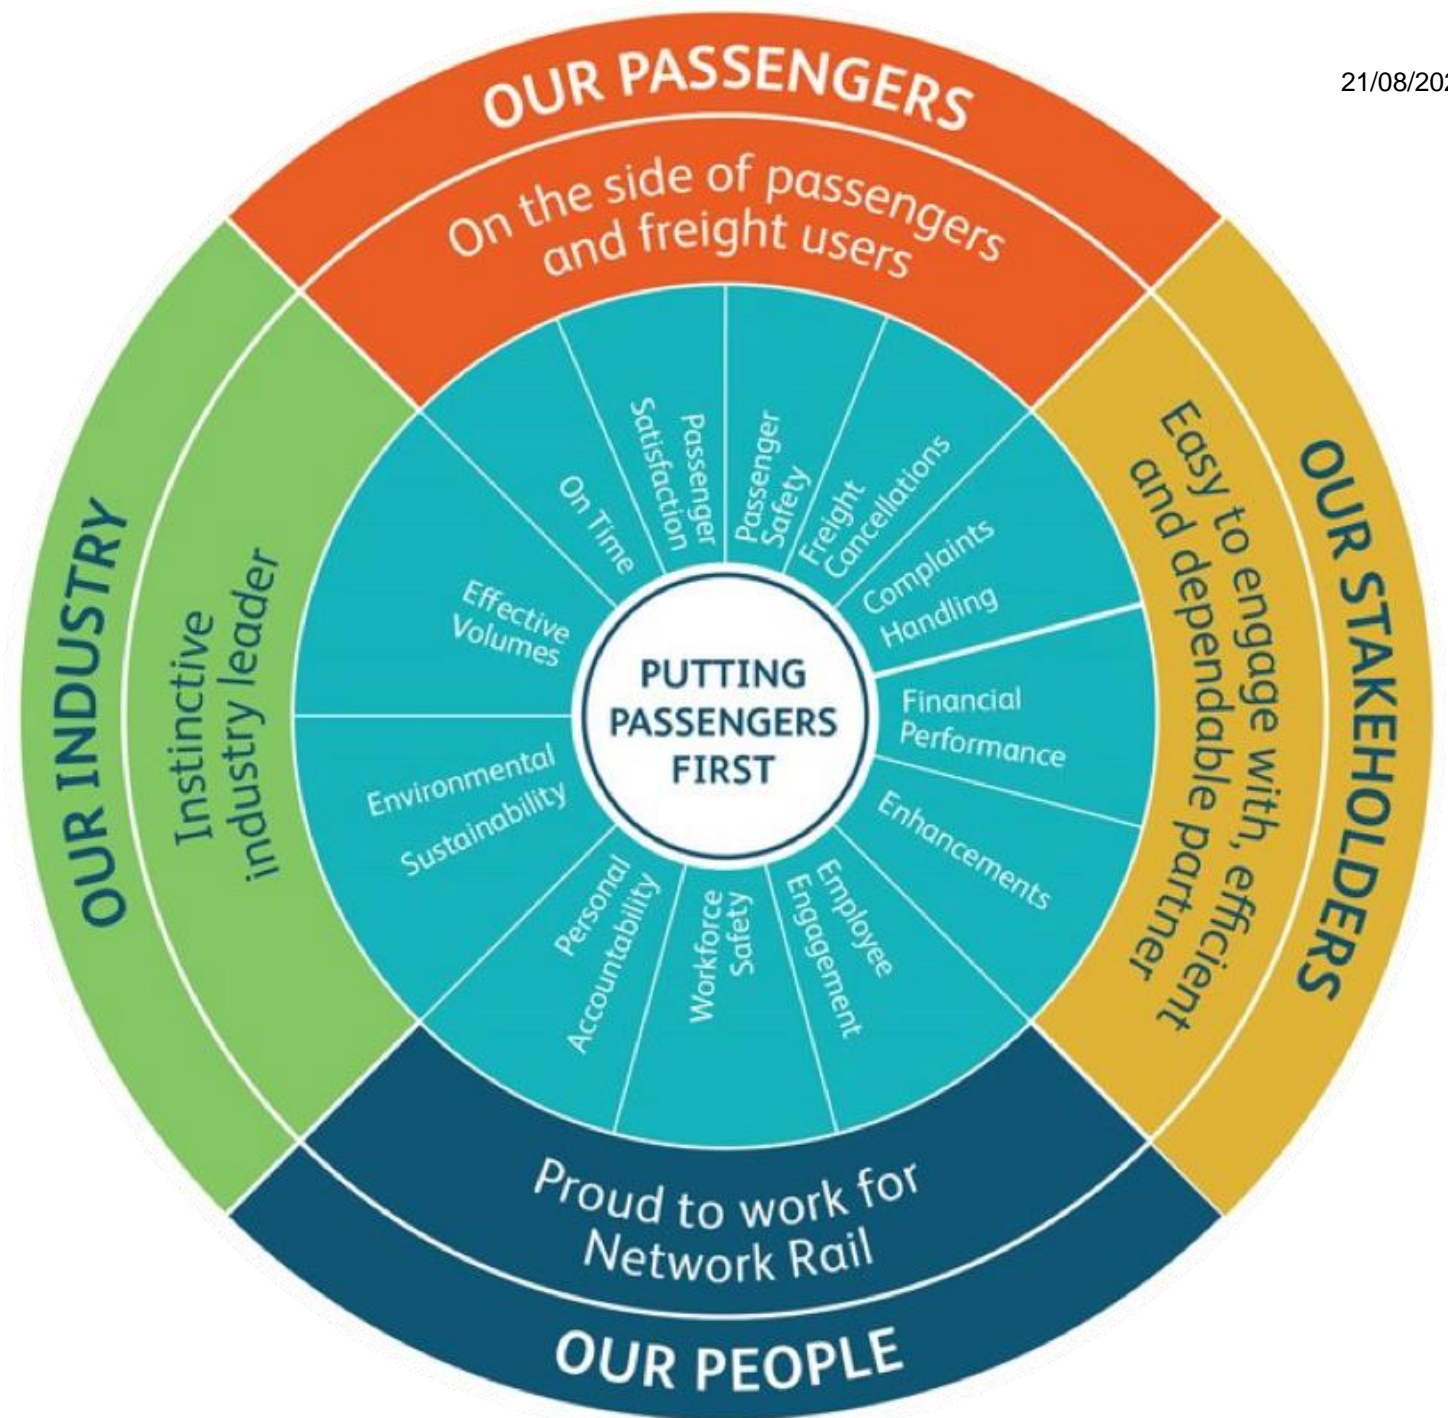 21/08/202
OUR PASSENGERS
On the side of passengers
and freight users
OUR STAKEHOLDERS
Easy to engage with, efficient
and dependable partner
OUR PEOPLE
Proud to work for
Network Rail
OUR INDUSTRY
Instinctive
industry leader
On Time
Passenger
Satisfaction
Passenger
Safety
Freight
Cancellations
Complaints
Handling
Financial
Performance
Enhancements
Employee
Engagement
Workforce
Safety
Personal
Accountability
Environmental
Sustainability
Effective
Volumes
PUTTING
PASSENGERS
FIRST